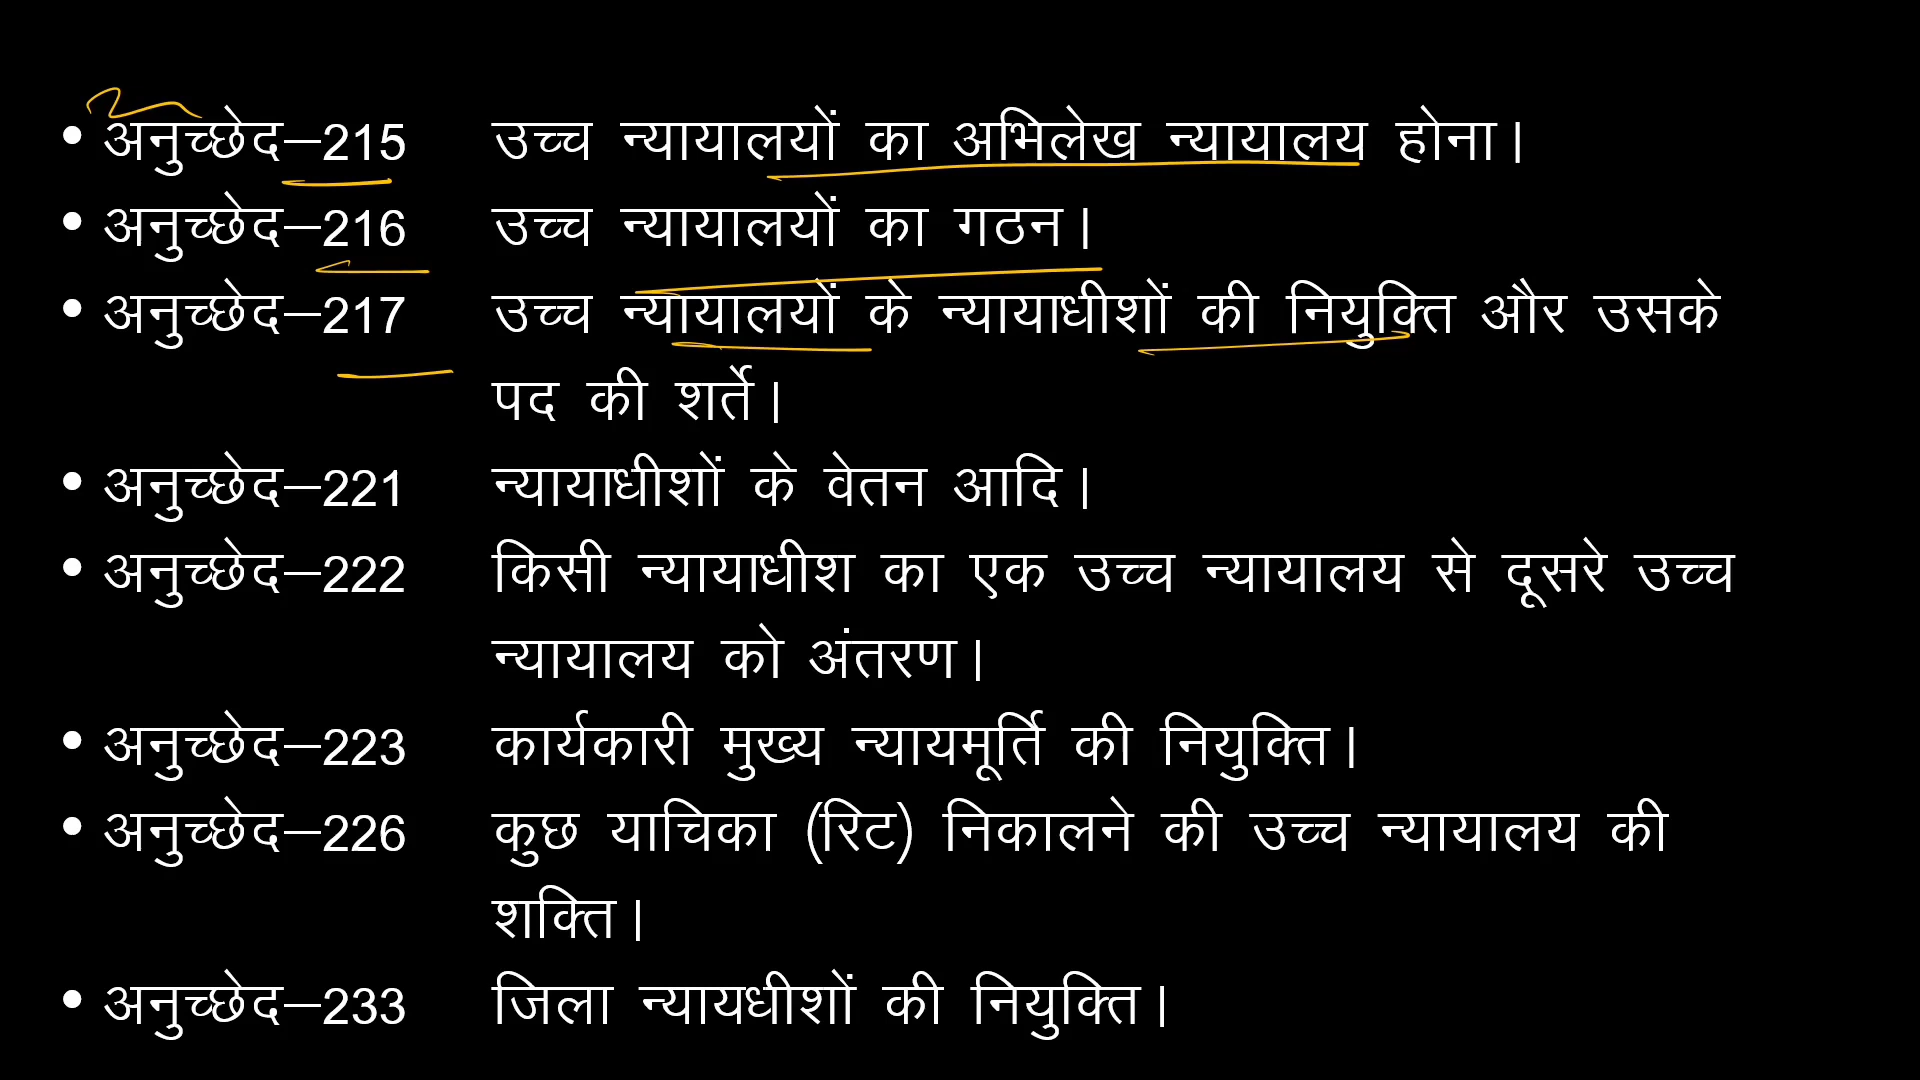 • अनुच्छेद–215 उच्च न्यायालयों का अभिलेख न्यायालय होना।
• अनुच्छेद–216 उच्च न्यायालयों का गठन।
• अनुच्छेद–217 उच्च न्यायालयों के न्यायाधीशों की नियुक्ति और उसके
पद की शर्ते।
• अनुच्छेद–221 न्यायाधीशों के वेतन आदि।
• अनुच्छेद–222 किसी न्यायाधीश का एक उच्च न्यायालय से दूसरे उच्च
न्यायालय को अंतरण।
• अनुच्छेद–223 कार्यकारी मुख्य न्यायमूर्ति की नियुक्ति।
• अनुच्छेद–226 कुछ याचिका (रिट) निकालने की उच्च न्यायालय की
शक्ति।
• अनुच्छेद–233 जिला न्यायधीशों की नियुक्ति।